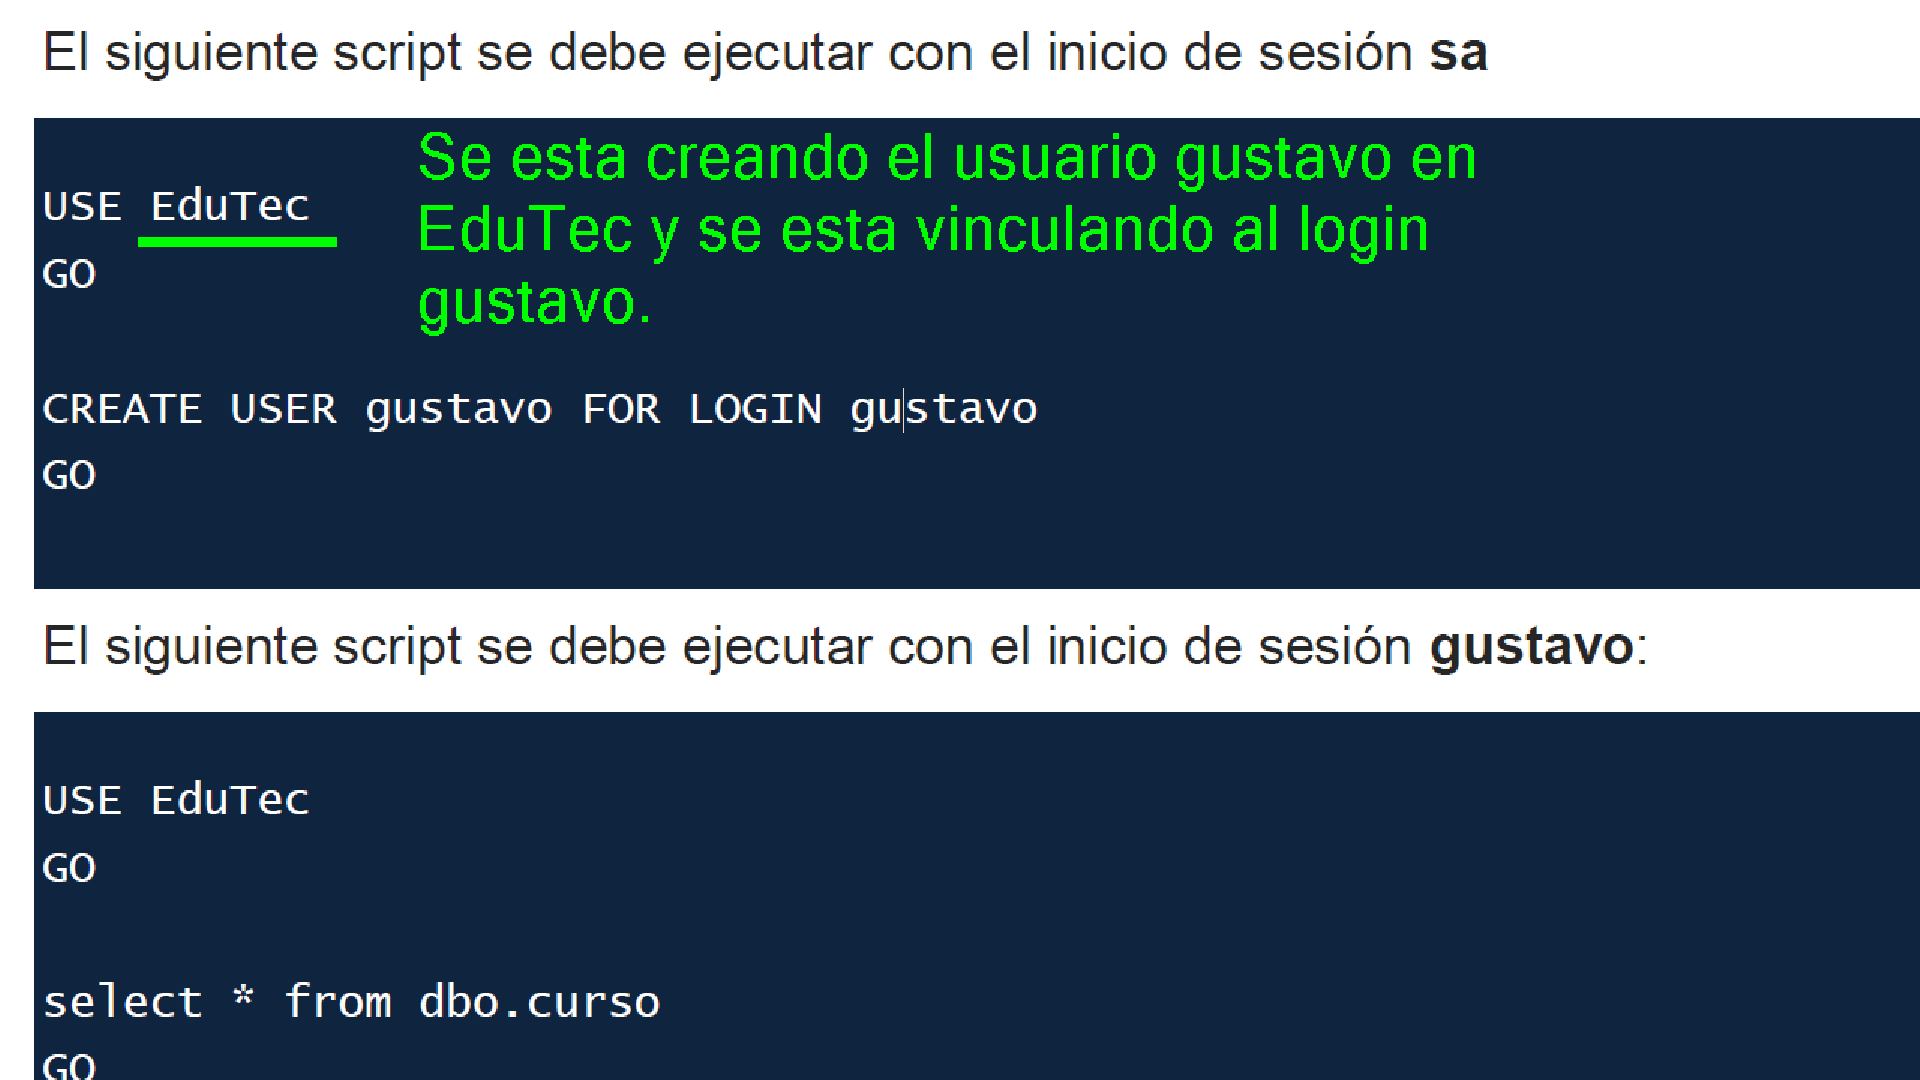 El siguiente script se debe ejecutar con el inicio de sesión sa
Se esta creando el usuario gustavo en
EduTec y se esta vinculando al login
gustavo.
USE EduTec
GO
CREATE USER gustavo FOR LOGIN gustavo
GO
El siguiente script se debe ejecutar con el inicio de sesión gustavo:
USE EduTec
GO
select * from dbo.curso
GO